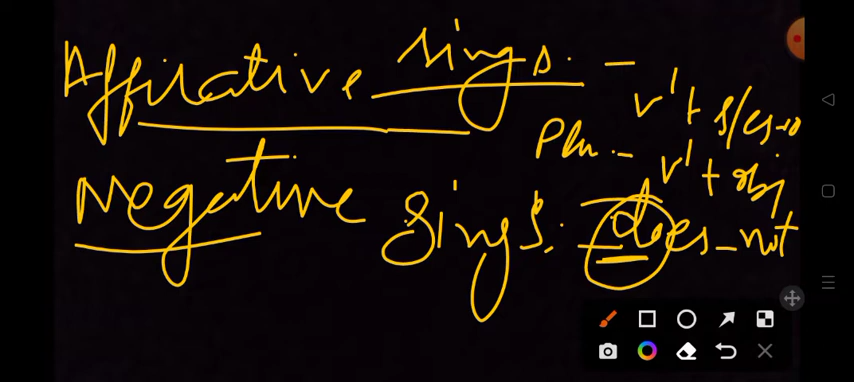 Affirative sings. - v¹ + s/es +o
Plu. - v¹ + obj
Negative sings. - does - not